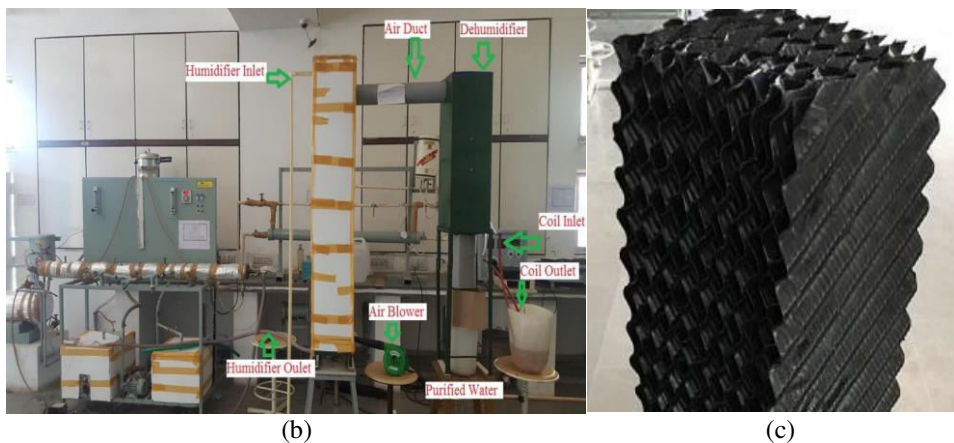 Air Duct
Dehumidifier
Humidifier Inlet
Coil Inlet
Coil Outlet
Air Blower
Humidifier Oulet
Purified Water
(b)
(c)